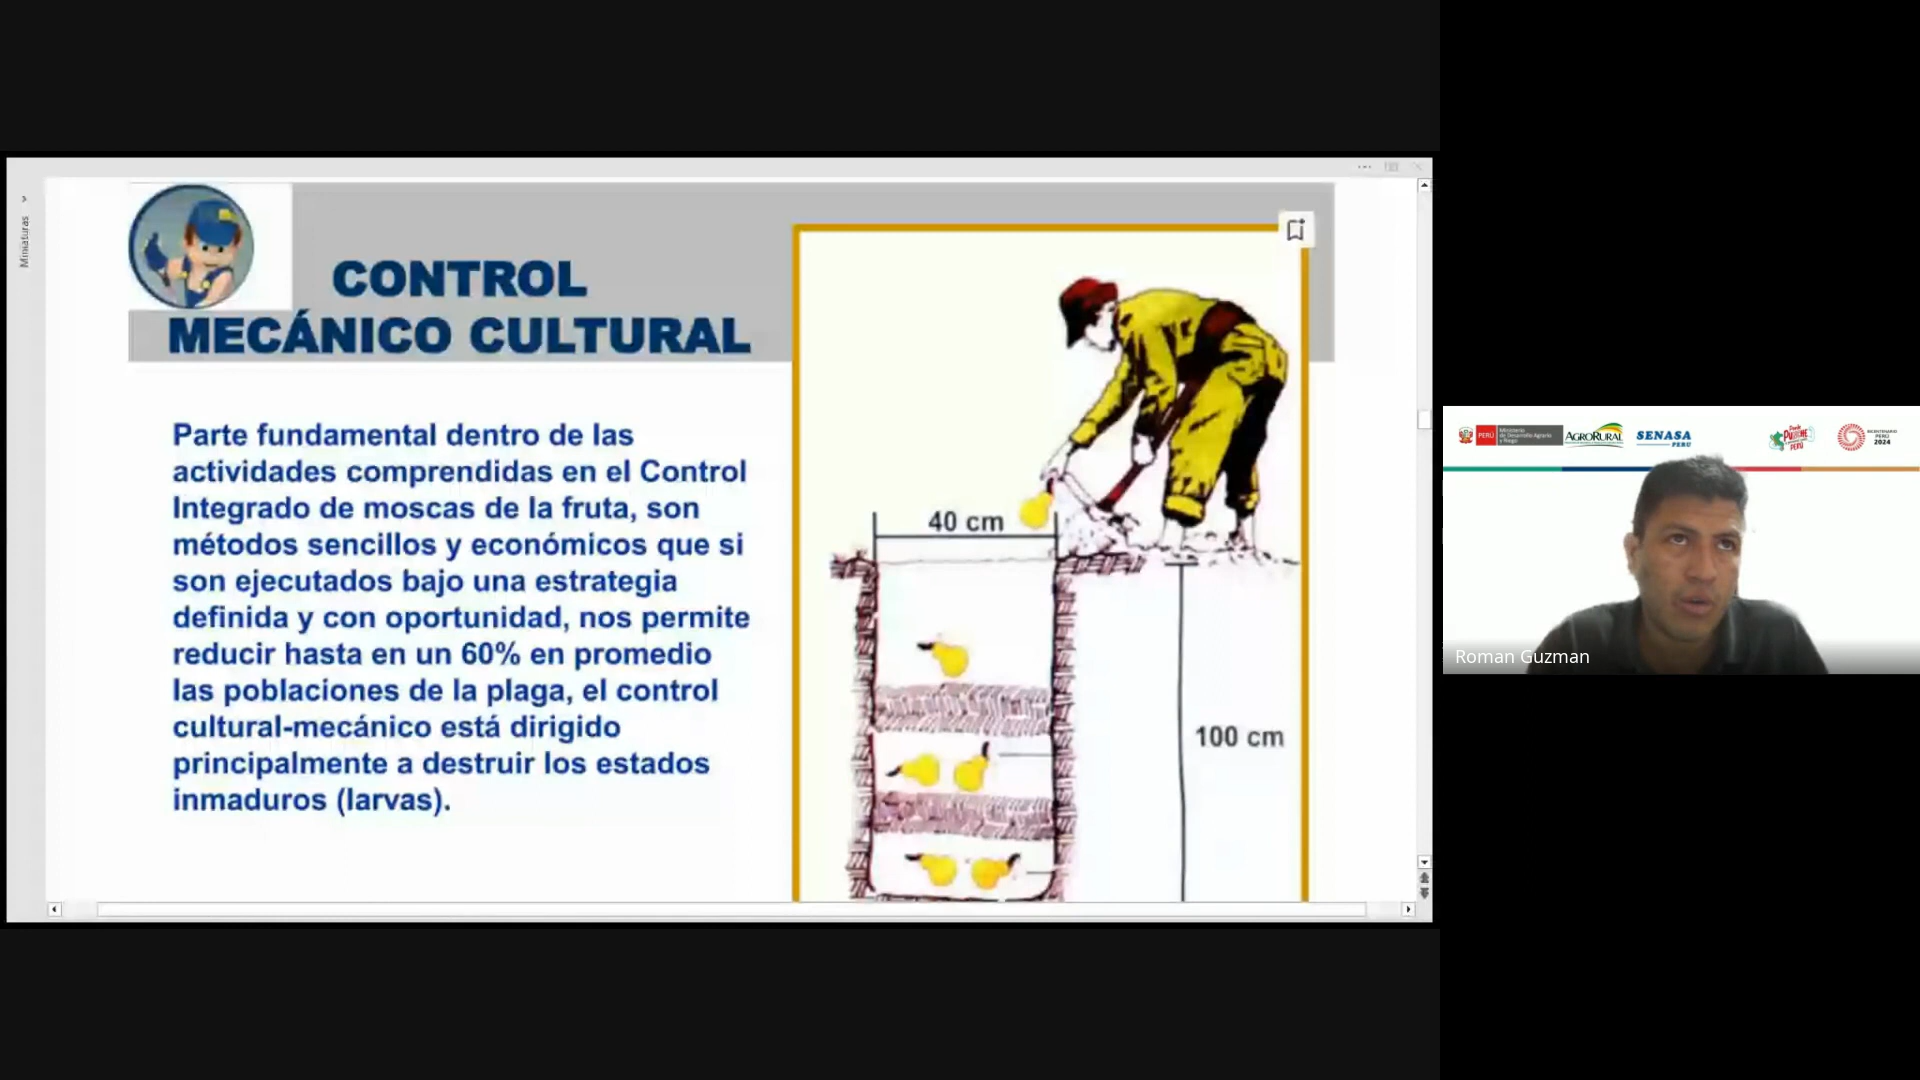 Miniaturas
CONTROL
MECÁNICO CULTURAL
Parte fundamental dentro de las
actividades comprendidas en el Control
Integrado de moscas de la fruta, son
métodos sencillos y económicos que si
son ejecutados bajo una estrategia
definida y con oportunidad, nos permite
reducir hasta en un 60% en promedio
las poblaciones de la plaga, el control
cultural-mecánico está dirigido
principalmente a destruir los estados
inmaduros (larvas).
40 cm
100 cm
PERÚ
Ministerio
de Desarrollo Agrario
y Riego
AGRORURAL
SENASA
PERÚ
BICENTENARIO
PERÚ
2024
Roman Guzman